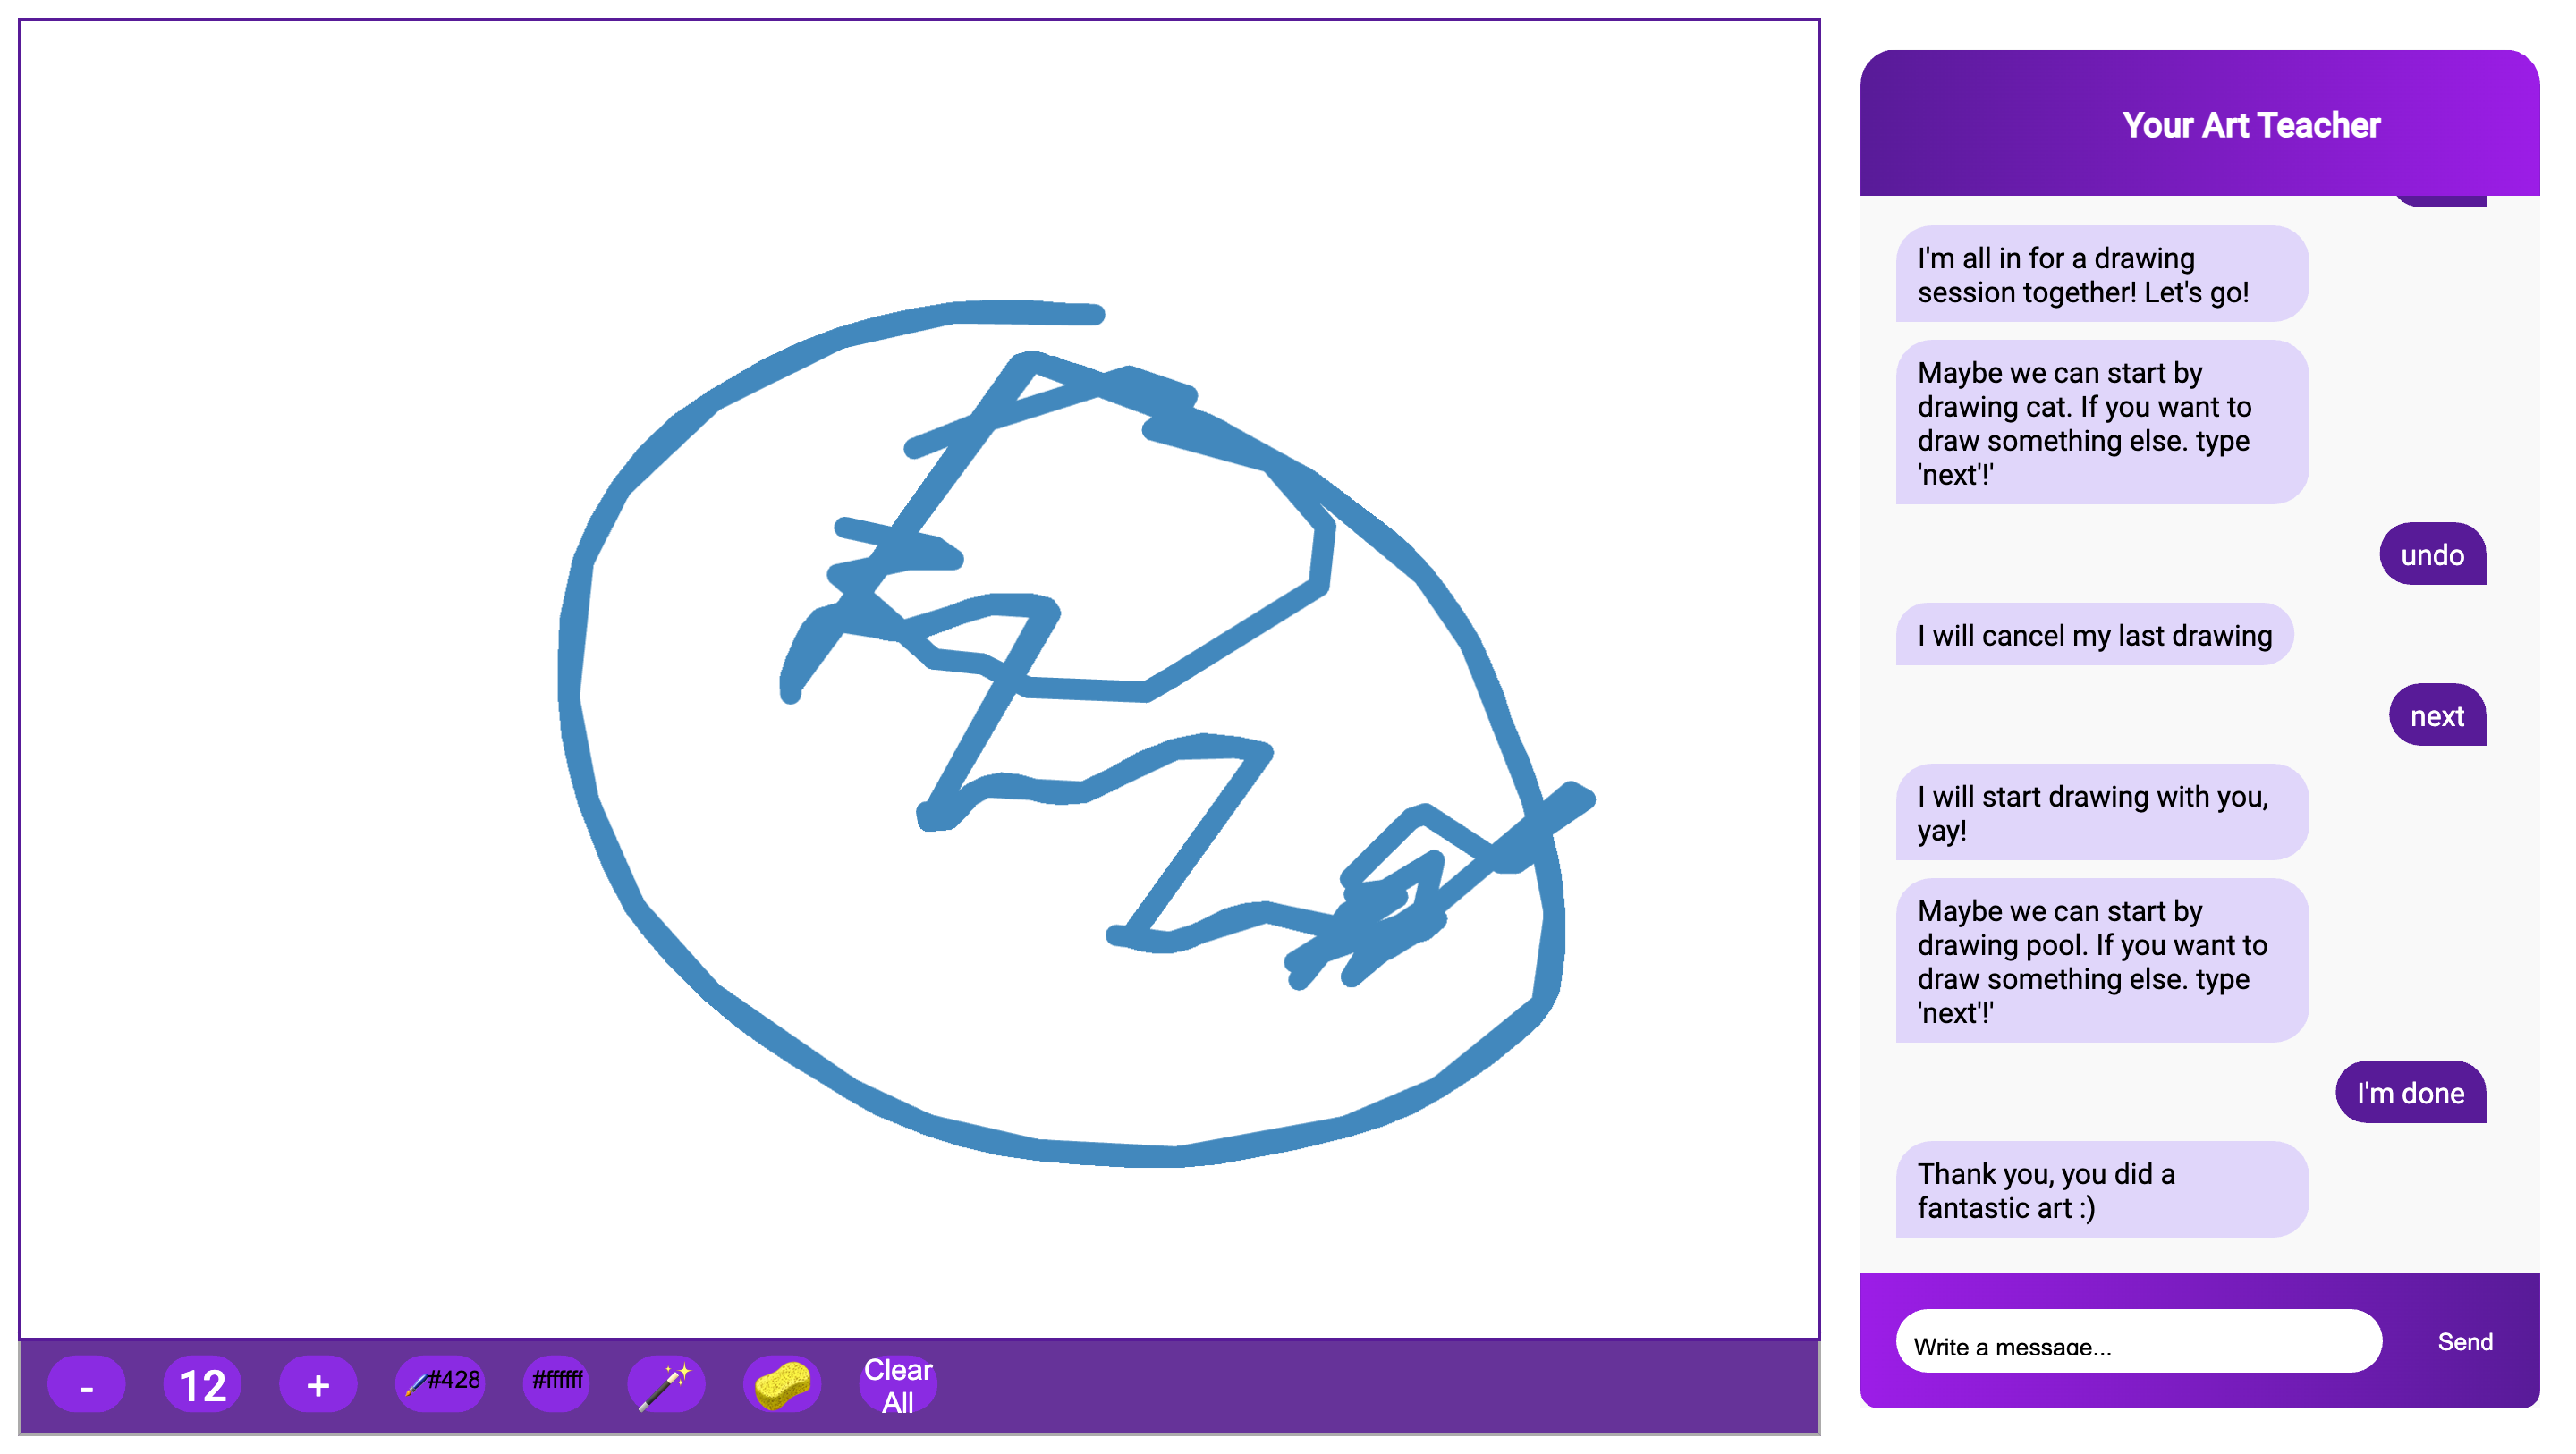 Your Art Teacher
I'm all in for a drawing
session together! Let's go!
Maybe we can start by
drawing cat. If you want to
draw something else. type
'next'!'
undo
I will cancel my last drawing
next
I will start drawing with you,
yay!
Maybe we can start by
drawing pool. If you want to
draw something else. type
'next'!'
I'm done
Thank you, you did a
fantastic art :)
Write a message...
Send
- 12 + #428 #ffffff Clear
All